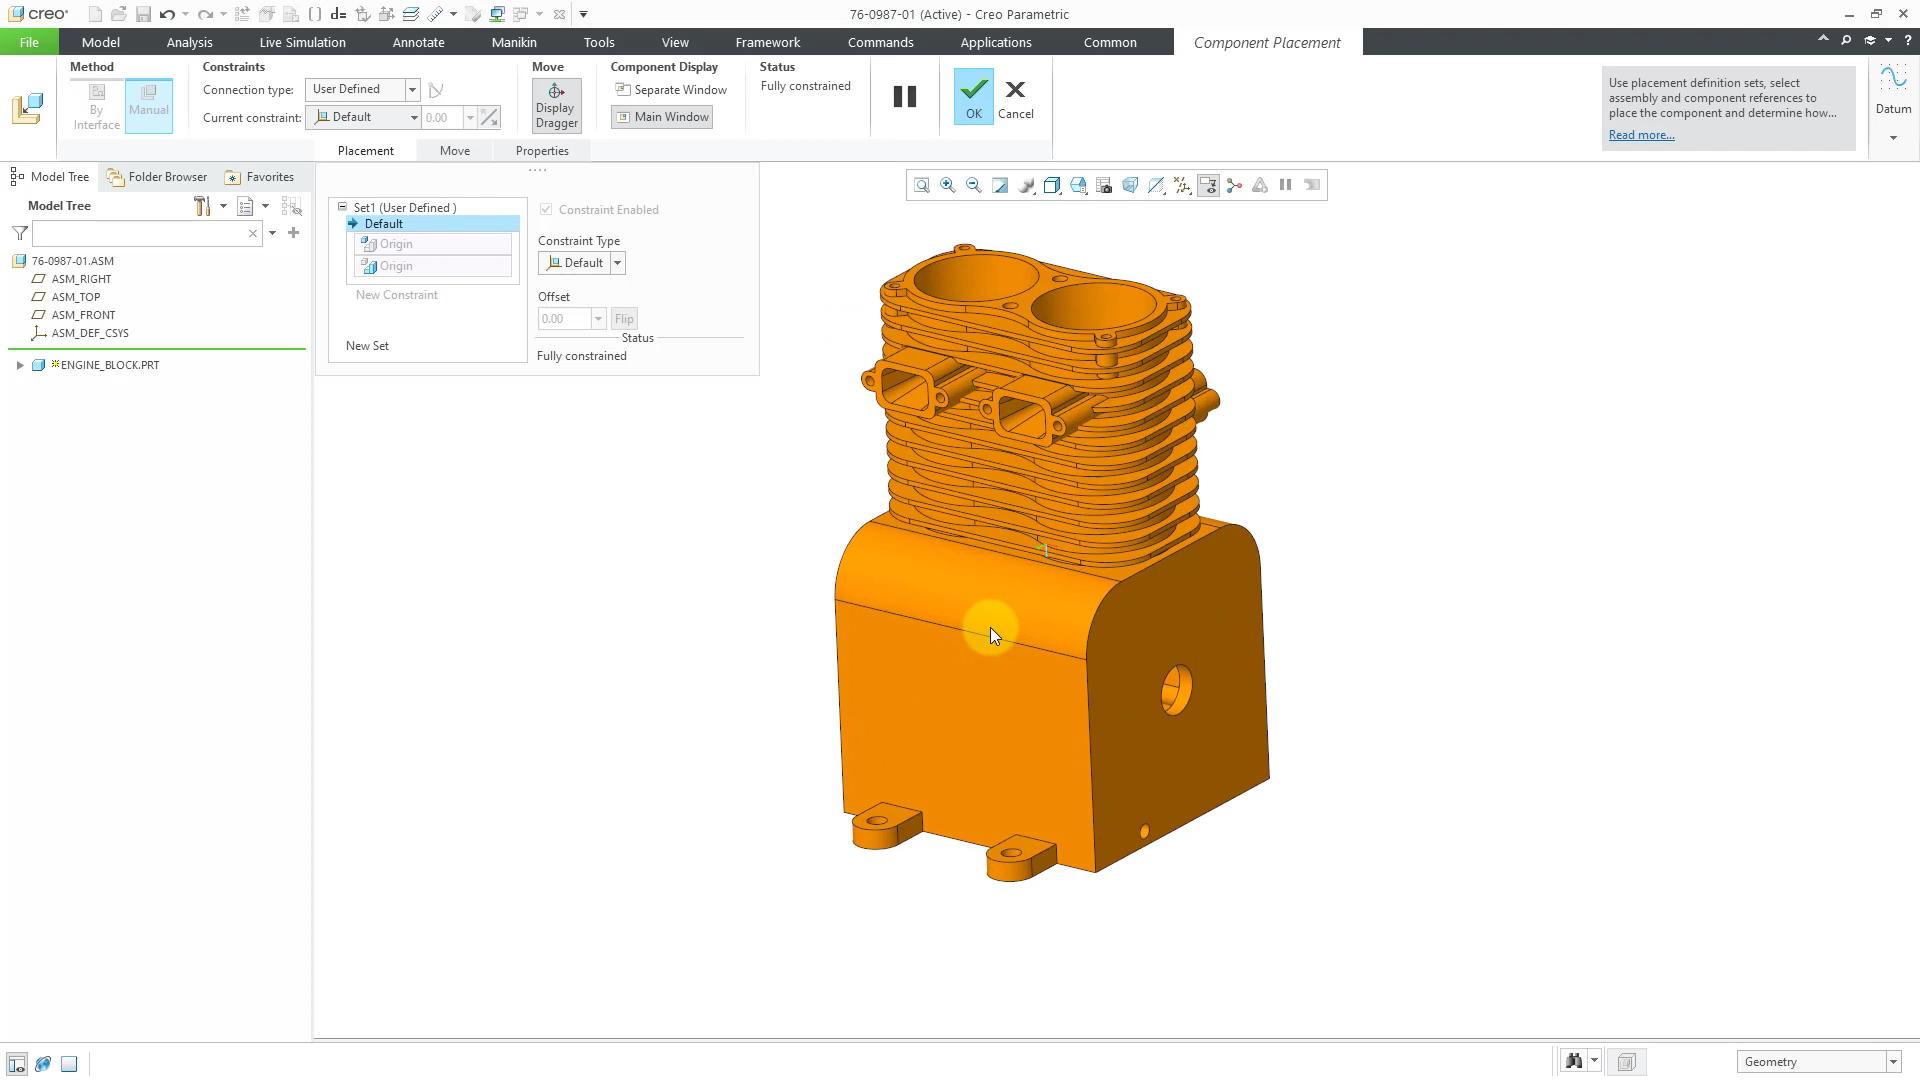 creo
d=
76-0987-01 (Active) - Creo Parametric
File
Model
Analysis
Live Simulation
Annotate
Manikin
Tools
View
Framework
Commands
Applications
Common
Component Placement
?
Method
By Interface
Manual
Constraints
Connection type:
User Defined
Current constraint:
Default
0.00
Move
Display Dragger
Component Display
Separate Window
Main Window
Status
Fully constrained
OK
Cancel
Use placement definition sets, select
assembly and component references to
place the component and determine how...
Read more...
Datum
Placement
Move
Properties
Model Tree
Folder Browser
Favorites
Model Tree
76-0987-01.ASM
ASM_RIGHT
ASM_TOP
ASM_FRONT
ASM_DEF_CSYS
ENGINE_BLOCK.PRT
Set1 (User Defined )
Default
Origin
Origin
New Constraint
New Set
Constraint Enabled
Constraint Type
Default
Offset
0.00
Flip
Status
Fully constrained
Geometry